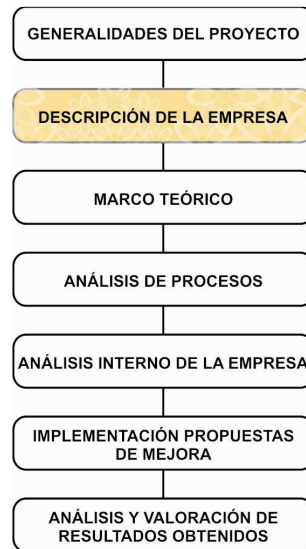 GENERALIDADES DEL PROYECTO
DESCRIPCIÓN DE LA EMPRESA
MARCO TEÓRICO
ANÁLISIS DE PROCESOS
ANÁLISIS INTERNO DE LA EMPRESA
IMPLEMENTACIÓN PROPUESTAS
DE MEJORA
ANÁLISIS Y VALORACIÓN DE
RESULTADOS OBTENIDOS